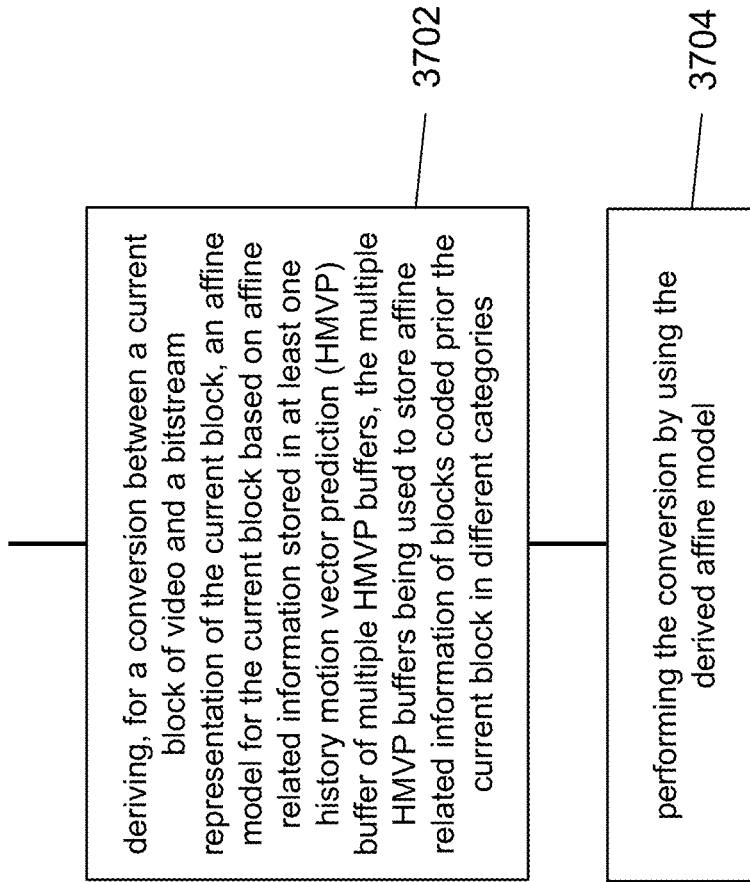 deriving, for a conversion between a current
block of video and a bitstream
representation of the current block, an affine
model for the current block based on affine
related information stored in at least one
history motion vector prediction (HMVP)
buffer of multiple HMVP buffers, the multiple
HMVP buffers being used to store affine
related information of blocks coded prior the
current block in different categories
3702
performing the conversion by using the
derived affine model
3704